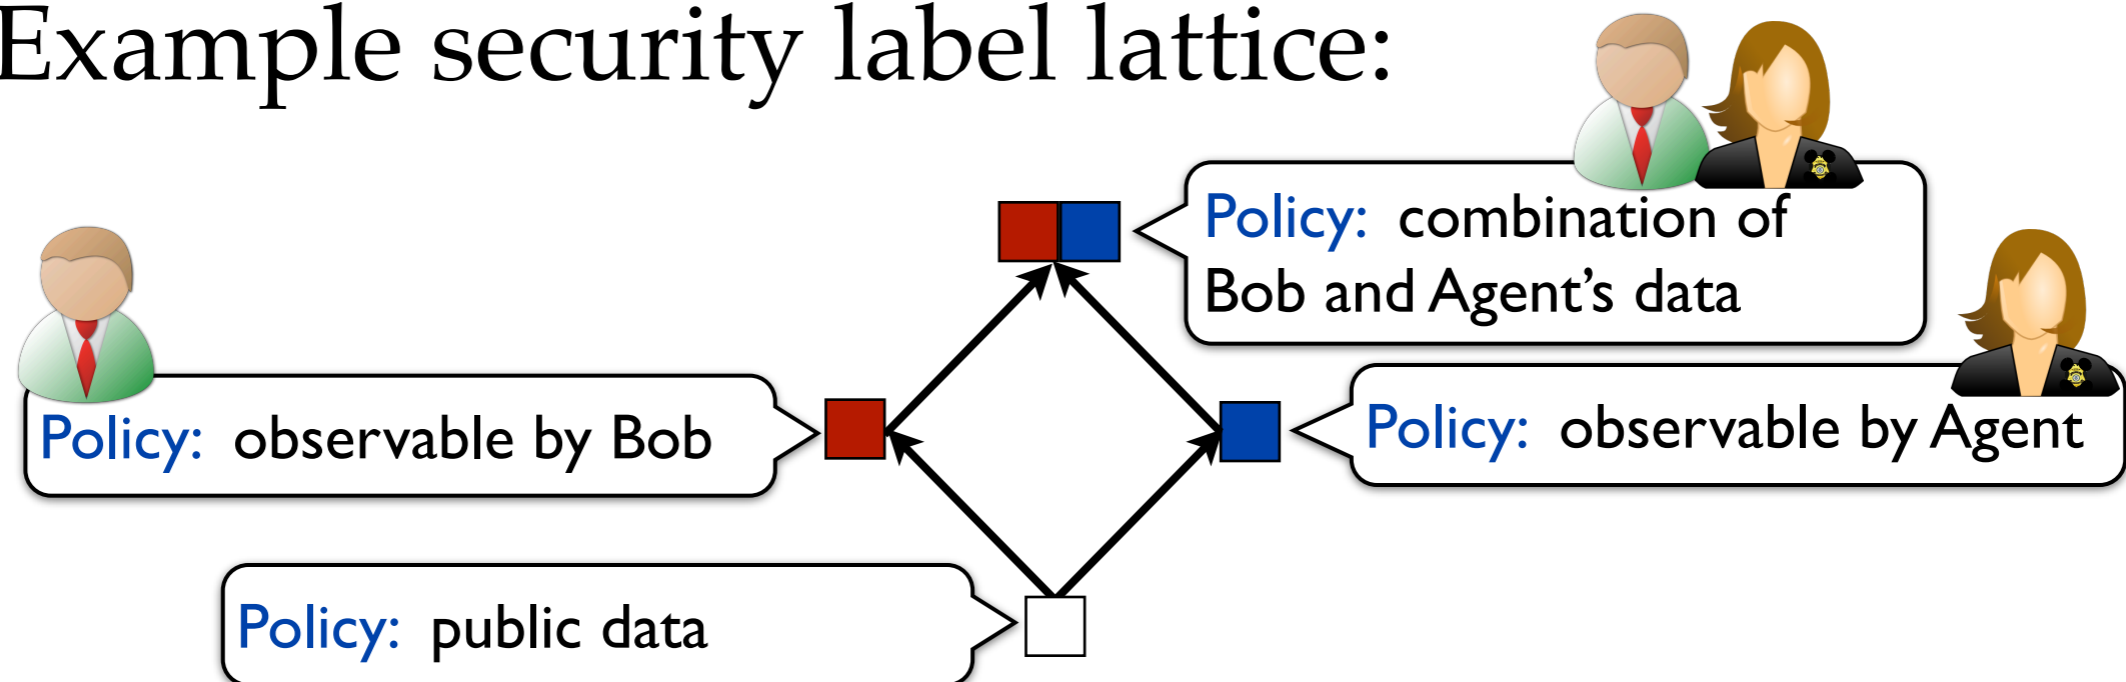 Example security label lattice:
Policy: combination of
Bob and Agent’s data
Policy: observable by Bob
Policy: observable by Agent
Policy: public data